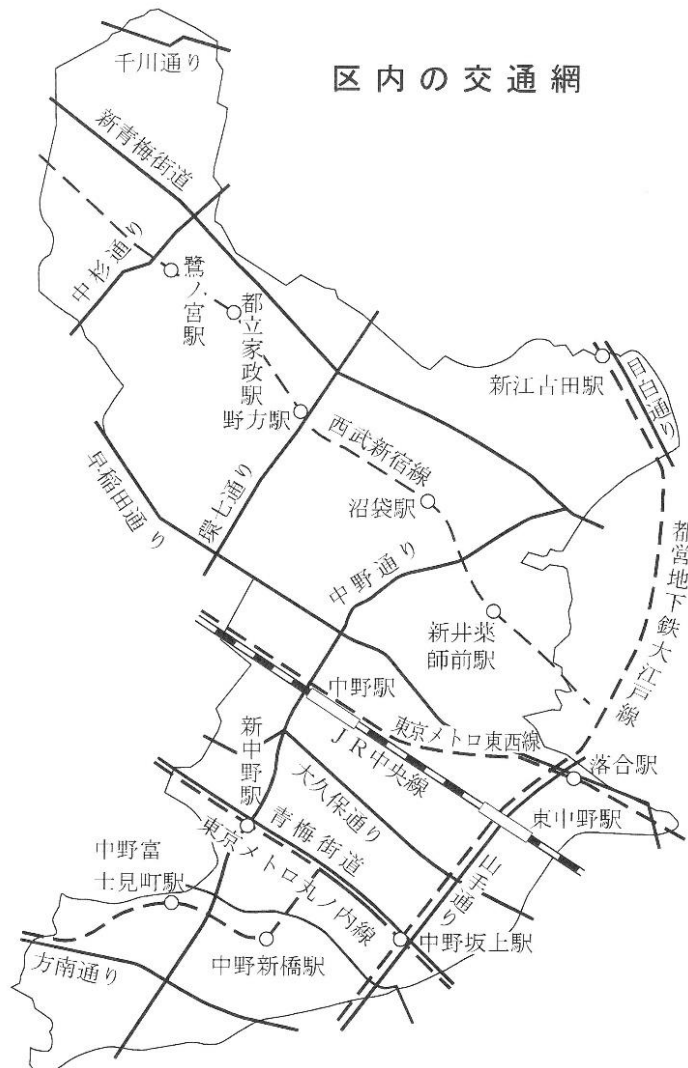 区内の交通網
千川通り
新青梅街道
中杉通り
鷺ノ宮駅
都立家政駅
野方駅
新江古田駅
目白通り
西武新宿線
沼袋駅
早稲田通り
環七通り
中野通り
都営地下鉄大江戸線
新井薬
師前駅
中野駅
新中野駅
東京メトロ東西線
JR中央線
落合駅
大久保通り
東中野駅
青梅街道
東京メトロ丸ノ内線
中野富
士見町駅
山手通り
中野新橋駅
中野坂上駅
方南通り